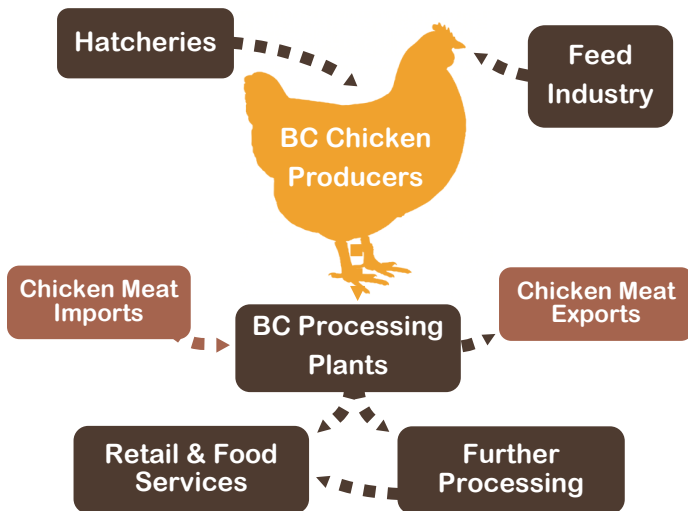 Hatcheries
Feed
Industry
BC Chicken
Producers
Chicken Meat
Imports
BC Processing
Plants
Chicken Meat
Exports
Retail & Food
Services
Further
Processing